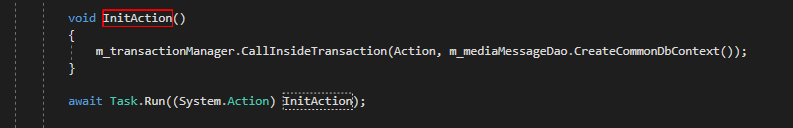 void InitAction()
{
m_transactionManager.CallInsideTransaction(Action, m_mediaMessageDao.CreateCommonDbContext());
}
await Task.Run((System.Action) InitAction);